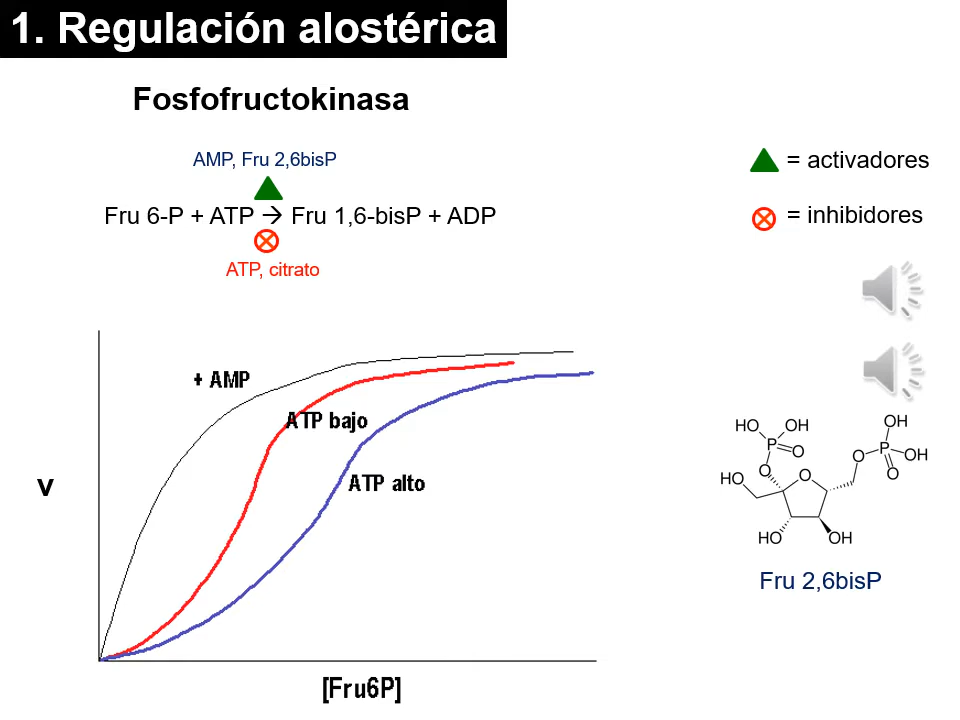 1. Regulación alostérica
Fosfofructokinasa
AMP, Fru 2,6bisP
Fru 6-P + ATP → Fru 1,6-bisP + ADP
ATP, citrato
= activadores
= inhibidores
+ AMP
ATP bajo
ATP alto
v
[Fru6P]
HO OH
P
O
O
HO
O
HO OH
O
P
OH
OH
O
Fru 2,6bisP